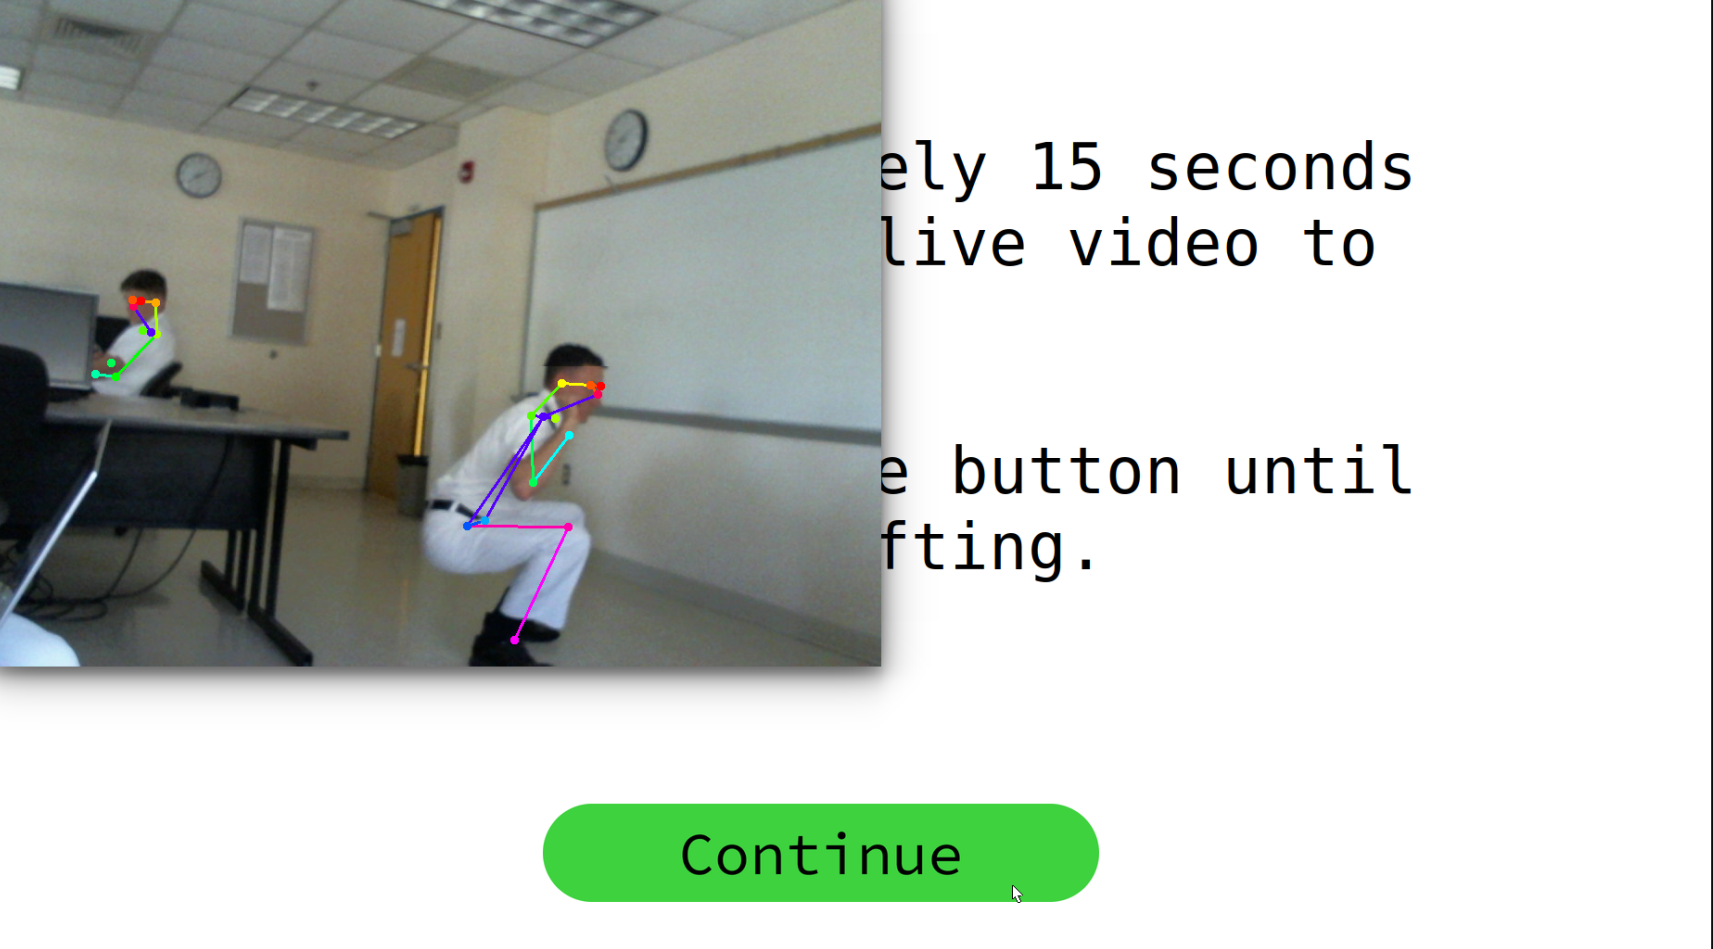 ely 15 seconds
live video to
e button until
fting.
Continue